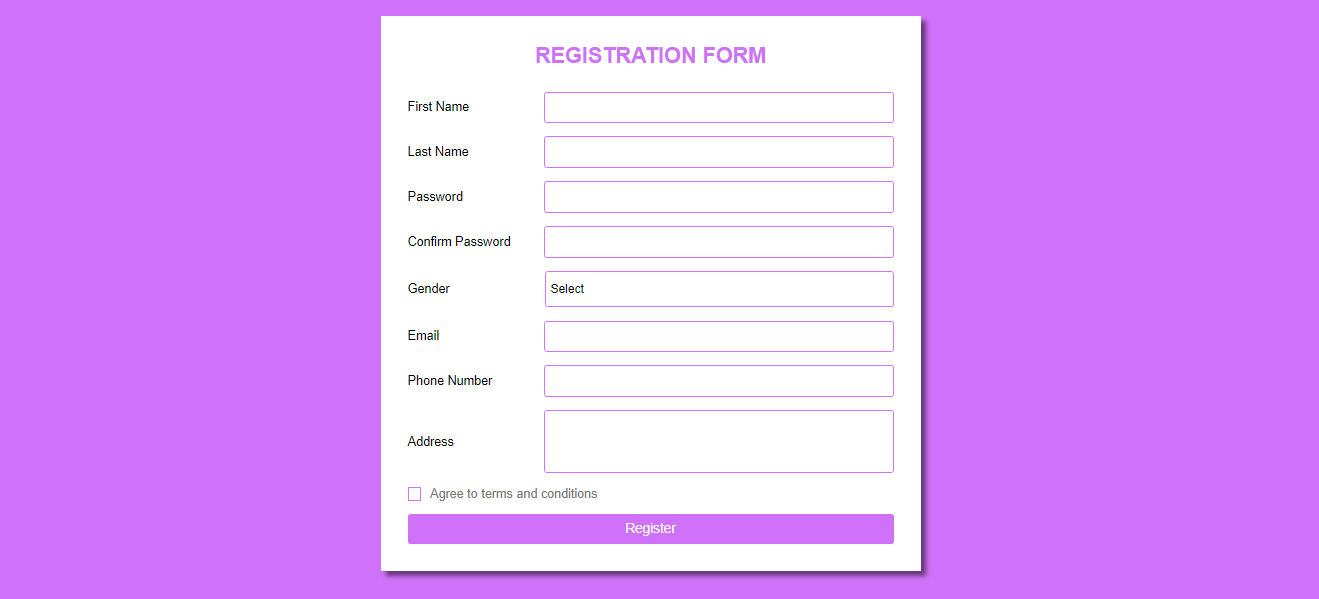 REGISTRATION FORM
First Name
Last Name
Password
Confirm Password
Gender Select
Email
Phone Number
Address
Agree to terms and conditions
Register